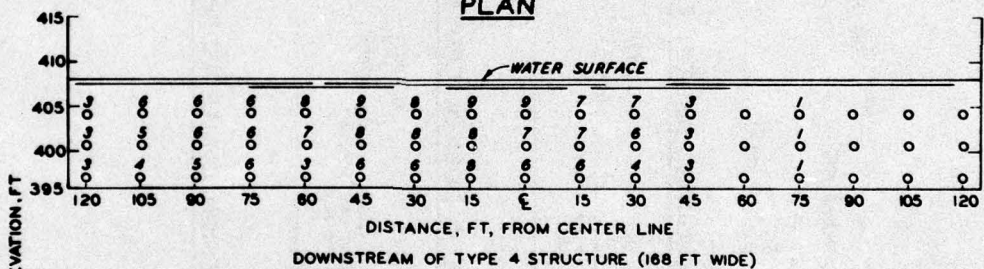 PLAN
415
410
WATER SURFACE
3 6 6 6 8 9 8 9 9 7 7 3 1
405
3 5 6 6 7 8 8 8 7 7 6 3 1
400
3 4 5 6 3 6 6 8 6 6 4 3 1
395
120 105 90 75 60 45 30 15 ℄ 15 30 45 60 75 90 105 120
EVATION, FT
DISTANCE, FT, FROM CENTER LINE
DOWNSTREAM OF TYPE 4 STRUCTURE (168 FT WIDE)